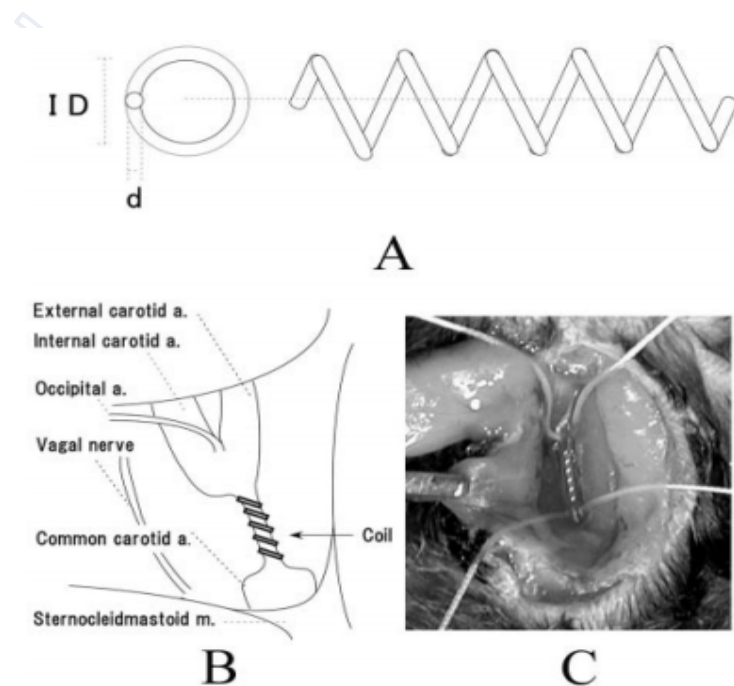 I D
d
A
External carotid a.
Internal carotid a.
Occipital a.
Vagal nerve
Common carotid a.
Coil
Sternocleidmastoid m.
B
C